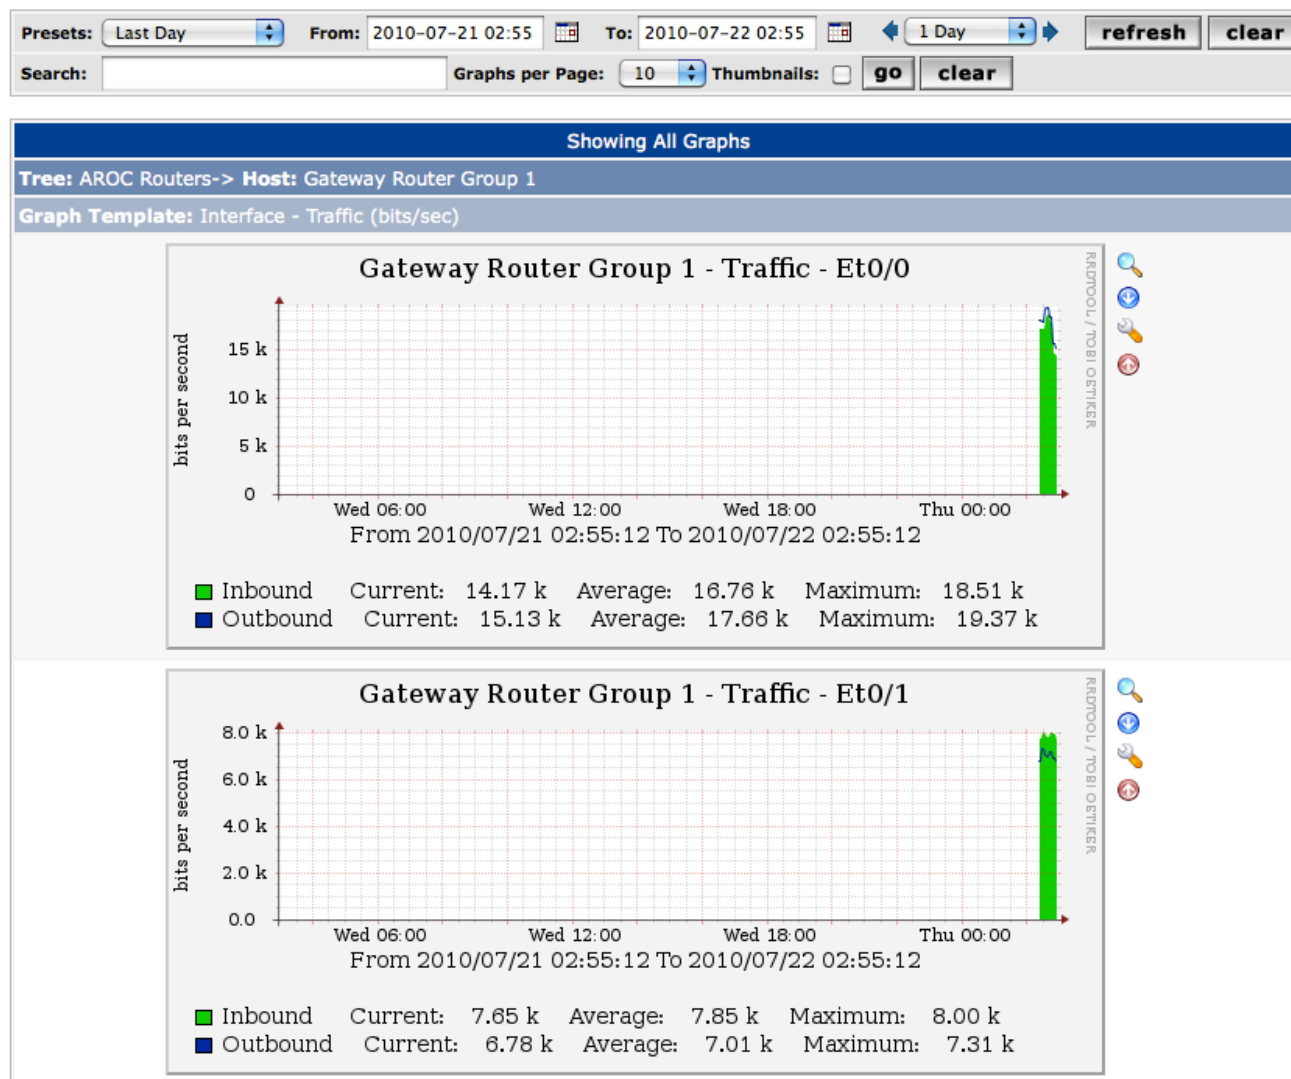 Presets: Last Day From: 2010-07-21 02:55 To: 2010-07-22 02:55 1 Day refresh clear
Search: Graphs per Page: 10 Thumbnails: go clear
Showing All Graphs
Tree: AROC Routers-> Host: Gateway Router Group 1
Graph Template: Interface - Traffic (bits/sec)
Gateway Router Group 1 - Traffic - Et0/0
RRDTOOL / TOBI OETIKER
bits per second
15 k
10 k
5 k
0
Wed 06:00 Wed 12:00 Wed 18:00 Thu 00:00
From 2010/07/21 02:55:12 To 2010/07/22 02:55:12
Inbound Current: 14.17 k Average: 16.76 k Maximum: 18.51 k
Outbound Current: 15.13 k Average: 17.66 k Maximum: 19.37 k
Gateway Router Group 1 - Traffic - Et0/1
RRDTOOL / TOBI OETIKER
bits per second
8.0 k
6.0 k
4.0 k
2.0 k
0.0
Wed 06:00 Wed 12:00 Wed 18:00 Thu 00:00
From 2010/07/21 02:55:12 To 2010/07/22 02:55:12
Inbound Current: 7.65 k Average: 7.85 k Maximum: 8.00 k
Outbound Current: 6.78 k Average: 7.01 k Maximum: 7.31 k